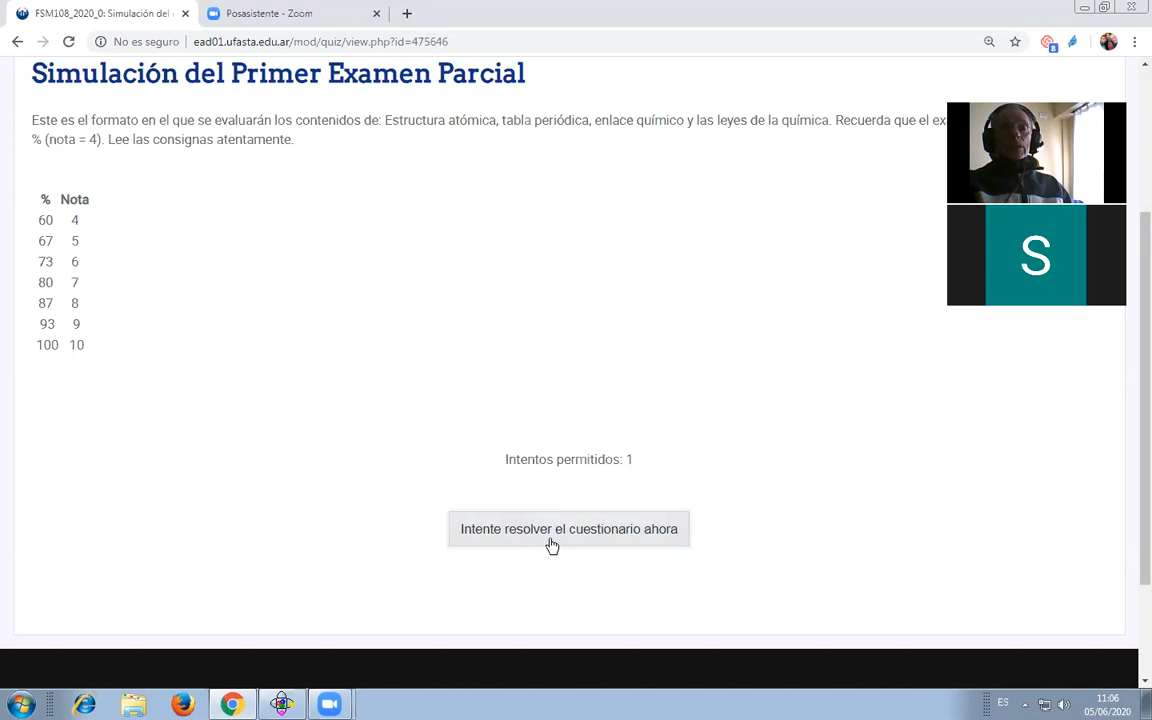 FSM108_2020_0: Simulación del
Posasistente - Zoom
No es seguro
ead01.ufasta.edu.ar/mod/quiz/view.php?id=475646
8
Simulación del Primer Examen Parcial
Este es el formato en el que se evaluarán los contenidos de: Estructura atómica, tabla periódica, enlace químico y las leyes de la química. Recuerda que el
% (nota = 4). Lee las consignas atentamente.
% Nota
60 4
67 5
73 6
80 7
87 8
93 9
100 10
S
Intentos permitidos: 1
Intente resolver el cuestionario ahora
ES
11:06
05/06/2020